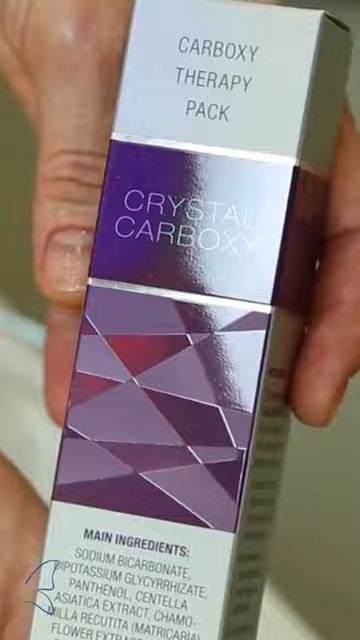 CARBOXY
THERAPY
PACK
CRYSTAL
CARBOXY
MAIN INGREDIENTS:
SODIUM BICARBONATE,
DIPOTASSIUM GLYCYRRHIZATE,
PANTHENOL, CENTELLA
ASIATICA EXTRACT, CHAMO-
MILLA RECUTITA (MATRICARIA)
FLOWER